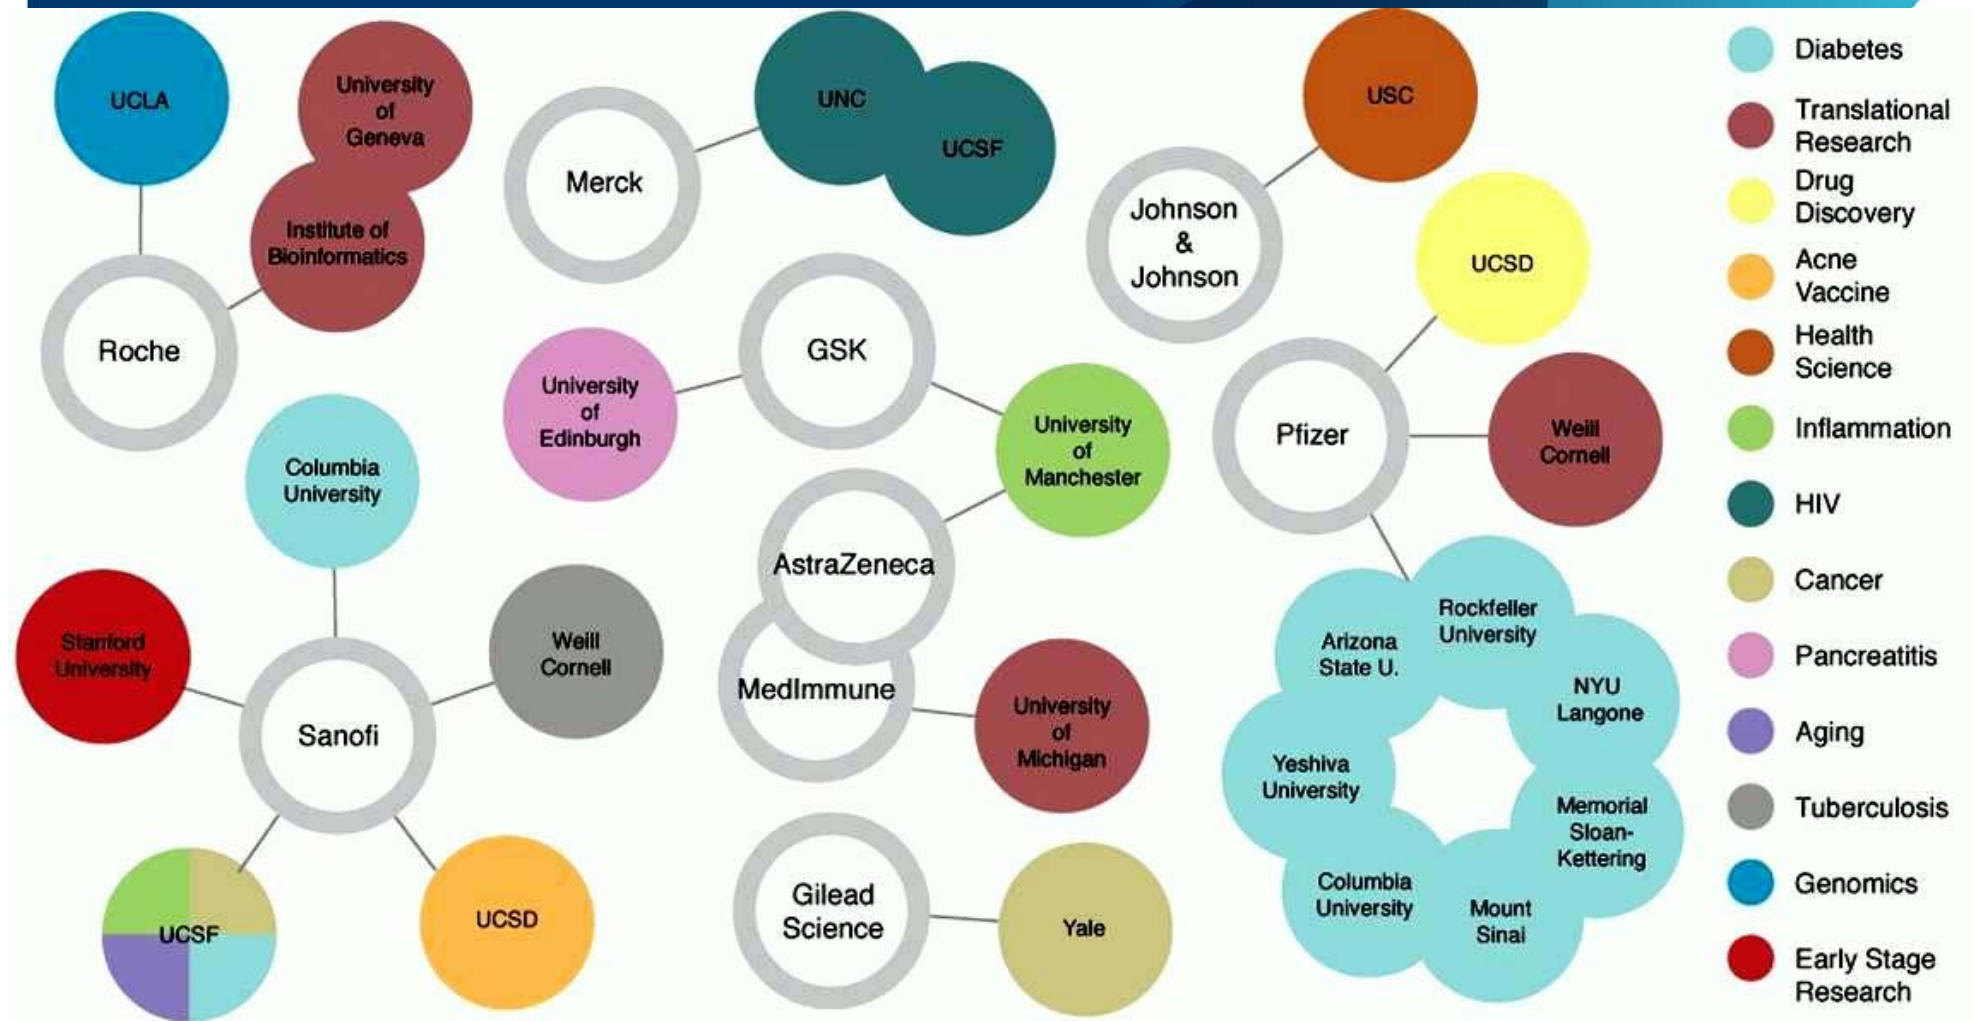 UCLA
University
of
Geneva
Institute of
Bioinformatics
Roche
Merck
UNC
UCSF
Johnson
&
Johnson
USC
UCSD
GSK
University
of
Edinburgh
University
of
Manchester
Pfizer
Weill
Cornell
AstraZeneca
MedImmune
University
of
Michigan
Columbia
University
Stanford
University
Sanofi
Weill
Cornell
UCSF
UCSD
Gilead
Science
Yale
Rockfeller
University
Arizona
State U.
NYU
Langone
Yeshiva
University
Memorial
Sloan-
Kettering
Columbia
University
Mount
Sinai
Diabetes
Translational
Research
Drug
Discovery
Acne
Vaccine
Health
Science
Inflammation
HIV
Cancer
Pancreatitis
Aging
Tuberculosis
Genomics
Early Stage
Research